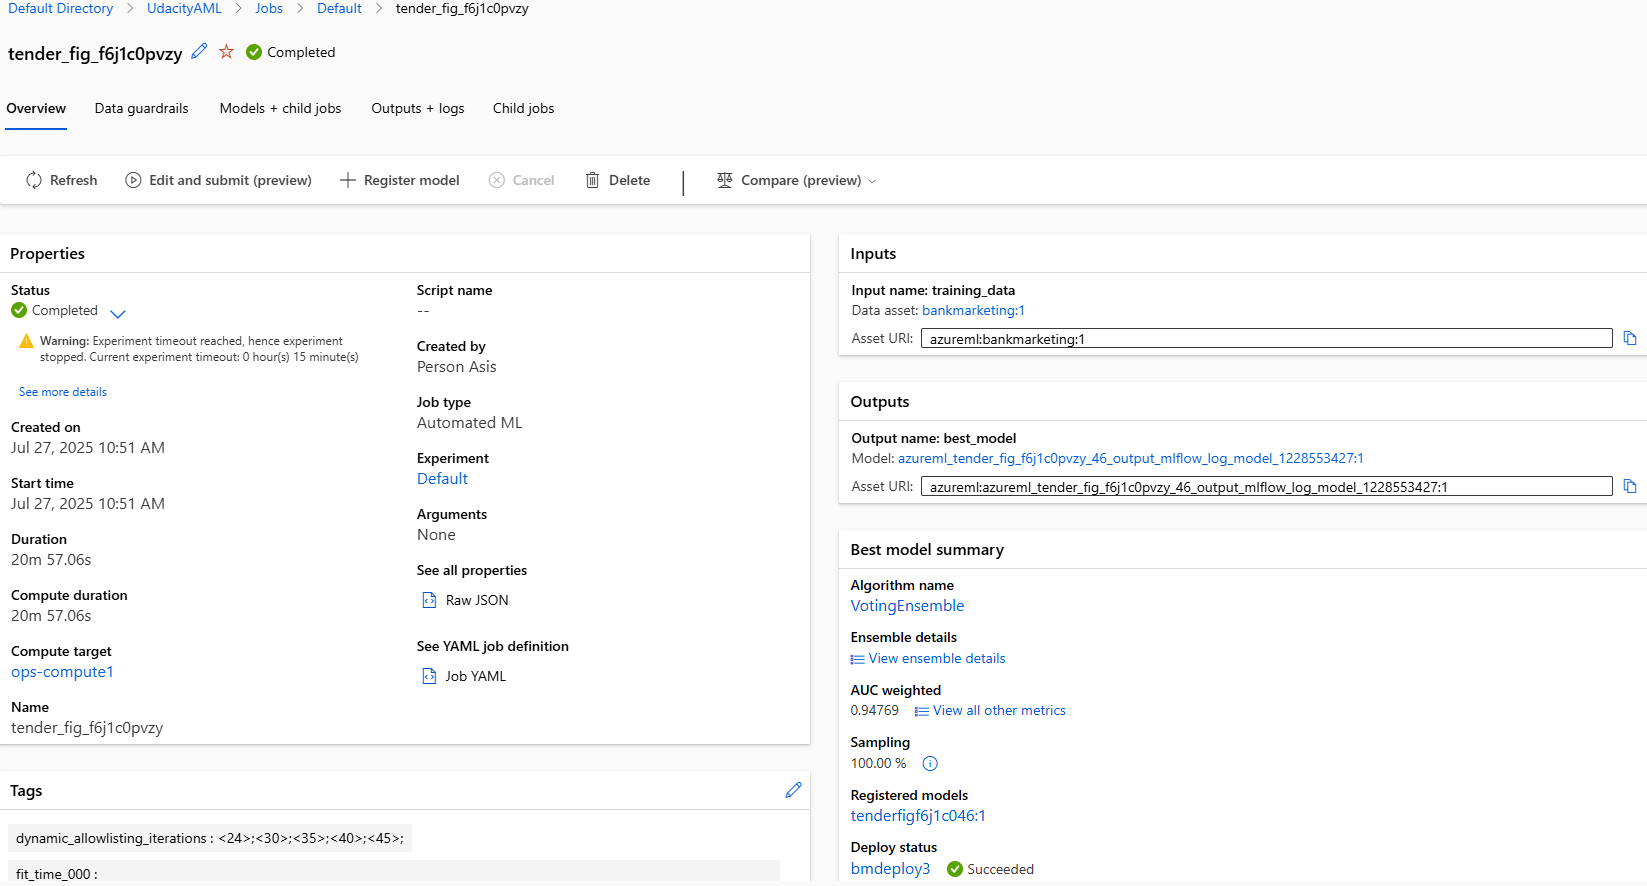 Default Directory > UdacityAML > Jobs > Default > tender_fig_f6j1c0pvzy
tender_fig_f6j1c0pvzy Completed
Overview Data guardrails Models + child jobs Outputs + logs Child jobs
Refresh Edit and submit (preview) Register model Cancel Delete Compare (preview)
Properties
Status
Completed
Warning: Experiment timeout reached, hence experiment
stopped. Current experiment timeout: 0 hour(s) 15 minute(s)
See more details
Created on
Jul 27, 2025 10:51 AM
Start time
Jul 27, 2025 10:51 AM
Duration
20m 57.06s
Compute duration
20m 57.06s
Compute target
ops-compute1
Name
tender_fig_f6j1c0pvzy
Script name
--
Created by
Person Asis
Job type
Automated ML
Experiment
Default
Arguments
None
See all properties
Raw JSON
See YAML job definition
Job YAML
Tags
dynamic_allowlisting_iterations : <24>;<30>;<35>;<40>;<45>;
fit_time_000 :
Inputs
Input name: training_data
Data asset: bankmarketing:1
Asset URI: azureml:bankmarketing:1
Outputs
Output name: best_model
Model: azureml_tender_fig_f6j1c0pvzy_46_output_mlflow_log_model_1228553427:1
Asset URI: azureml:azureml_tender_fig_f6j1c0pvzy_46_output_mlflow_log_model_1228553427:1
Best model summary
Algorithm name
VotingEnsemble
Ensemble details
View ensemble details
AUC weighted
0.94769 View all other metrics
Sampling
100.00 %
Registered models
tenderfigf6j1c046:1
Deploy status
bmdeploy3 Succeeded